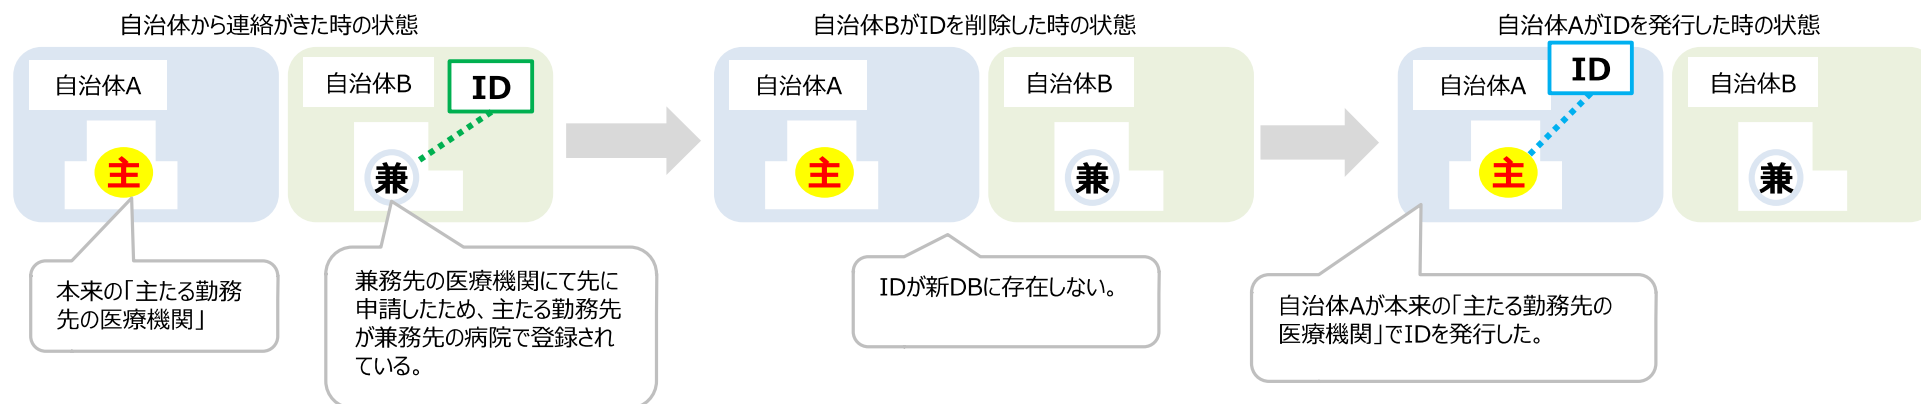 自治体から連絡がきた時の状態
自治体A
自治体B
ID
主
兼
本来の「主たる勤務
先の医療機関」
兼務先の医療機関にて先に
申請したため、主たる勤務先
が兼務先の病院で登録され
ている。
自治体BがIDを削除した時の状態
自治体A
自治体B
主
兼
IDが新DBに存在しない。
自治体AがIDを発行した時の状態
自治体A
ID
自治体B
主
兼
自治体Aが本来の「主たる勤務先の
医療機関」でIDを発行した。